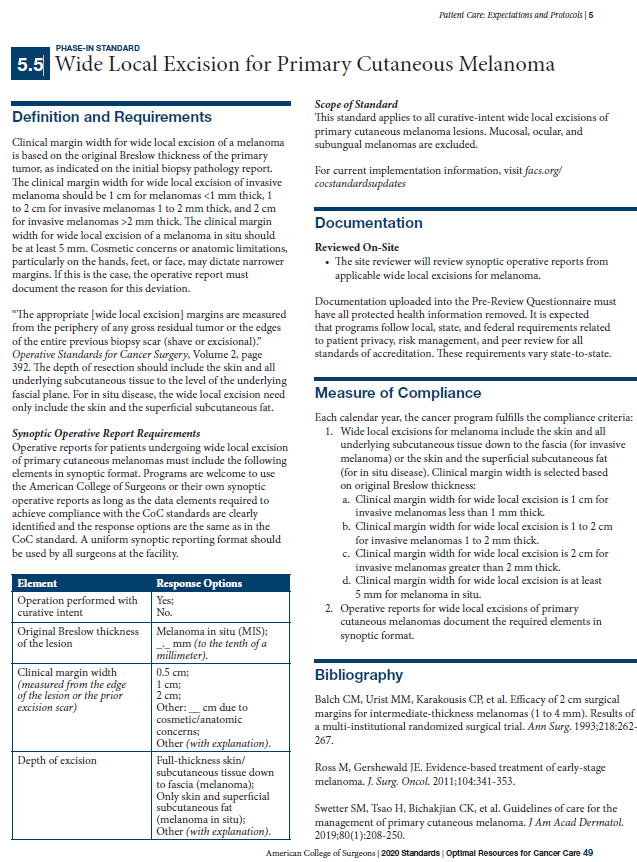 Patient Care: Expectations and Protocols | 5
PHASE-IN STANDARD
5.5 Wide Local Excision for Primary Cutaneous Melanoma
Definition and Requirements
Clinical margin width for wide local excision of a melanoma
is based on the original Breslow thickness of the primary
tumor, as indicated on the initial biopsy pathology report.
The clinical margin width for wide local excision of invasive
melanoma should be 1 cm for melanomas <1 mm thick, 1
to 2 cm for invasive melanomas 1 to 2 mm thick, and 2 cm
for invasive melanomas >2 mm thick. The clinical margin
width for wide local excision of a melanoma in situ should
be at least 5 mm. Cosmetic concerns or anatomic limitations,
particularly on the hands, feet, or face, may dictate narrower
margins. If this is the case, the operative report must
document the reason for this deviation.
“The appropriate [wide local excision] margins are measured
from the periphery of any gross residual tumor or the edges
of the entire previous biopsy scar (shave or excisional).”
Operative Standards for Cancer Surgery, Volume 2, page
392. The depth of resection should include the skin and all
underlying subcutaneous tissue to the level of the underlying
fascial plane. For in situ disease, the wide local excision need
only include the skin and the superficial subcutaneous fat.
Synoptic Operative Report Requirements
Operative reports for patients undergoing wide local excision
of primary cutaneous melanomas must include the following
elements in synoptic format. Programs are welcome to use
the American College of Surgeons or their own synoptic
operative reports as long as the data elements required to
achieve compliance with the CoC standards are clearly
identified and the response options are the same as in the
CoC standard. A uniform synoptic reporting format should
be used by all surgeons at the facility.
Element Response Options
Operation performed with Yes;
curative intent No.
Original Breslow thickness Melanoma in situ (MIS);
of the lesion _._ mm (to the tenth of a
millimeter).
Clinical margin width 0.5 cm;
(measured from the edge 1 cm;
of the lesion or the prior 2 cm;
excision scar) Other: __ cm due to
cosmetic/anatomic
concerns;
Other (with explanation).
Depth of excision Full-thickness skin/
subcutaneous tissue down
to fascia (melanoma);
Only skin and superficial
subcutaneous fat
(melanoma in situ);
Other (with explanation).
Scope of Standard
This standard applies to all curative-intent wide local excisions of
primary cutaneous melanoma lesions. Mucosal, ocular, and
subungual melanomas are excluded.
For current implementation information, visit facs.org/
cocstandardsupdates
Documentation
Reviewed On-Site
• The site reviewer will review synoptic operative reports from
applicable wide local excisions for melanoma.
Documentation uploaded into the Pre-Review Questionnaire must
have all protected health information removed. It is expected
that programs follow local, state, and federal requirements related
to patient privacy, risk management, and peer review for all
standards of accreditation. These requirements vary state-to-state.
Measure of Compliance
Each calendar year, the cancer program fulfills the compliance criteria:
1. Wide local excisions for melanoma include the skin and all
underlying subcutaneous tissue down to the fascia (for invasive
melanoma) or the skin and the superficial subcutaneous fat
(for in situ disease). Clinical margin width is selected based
on original Breslow thickness:
a. Clinical margin width for wide local excision is 1 cm for
invasive melanomas less than 1 mm thick.
b. Clinical margin width for wide local excision is 1 to 2 cm
for invasive melanomas 1 to 2 mm thick.
c. Clinical margin width for wide local excision is 2 cm for
invasive melanomas greater than 2 mm thick.
d. Clinical margin width for wide local excision is at least
5 mm for melanoma in situ.
2. Operative reports for wide local excisions of primary
cutaneous melanomas document the required elements in
synoptic format.
Bibliography
Balch CM, Urist MM, Karakousis CP, et al. Efficacy of 2 cm surgical
margins for intermediate-thickness melanomas (1 to 4 mm). Results of
a multi-institutional randomized surgical trial. Ann Surg. 1993;218:262-
267.
Ross M, Gershewald JE. Evidence-based treatment of early-stage
melanoma. J. Surg. Oncol. 2011;104:341-353.
Swetter SM, Tsao H, Bichakjian CK, et al. Guidelines of care for the
management of primary cutaneous melanoma. J Am Acad Dermatol.
2019;80(1):208-250.
American College of Surgeons | 2020 Standards | Optimal Resources for Cancer Care 49